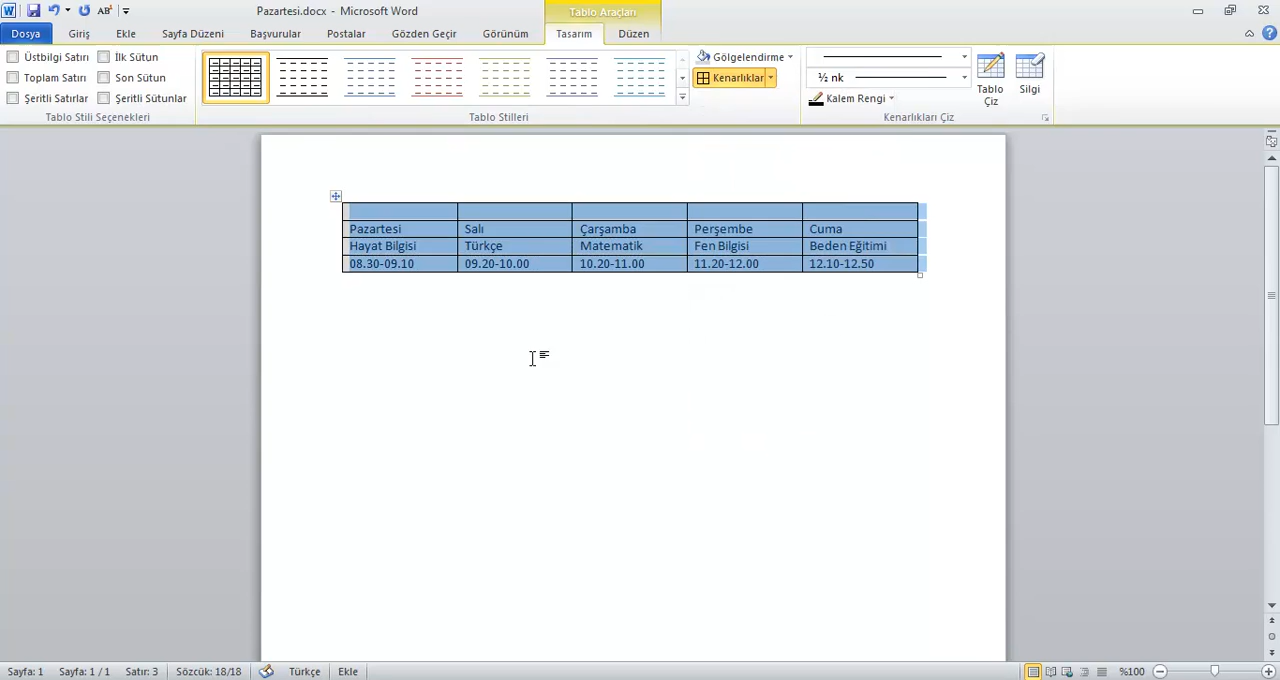 Pazartesi.docx - Microsoft Word
Tablo Araçları
Dosya Giriş Ekle Sayfa Düzeni Başvurular Postalar Gözden Geçir Görünüm Tasarım Düzen
Üstbilgi Satırı İlk Sütun
Toplam Satırı Son Sütun
Şeritli Satırlar Şeritli Sütunlar
Tablo Stili Seçenekleri
Tablo Stilleri
Gölgelendirme
Kenarlıklar
½ nk
Kalem Rengi
Tablo Çiz
Silgi
Kenarlıkları Çiz
Pazartesi Salı Çarşamba Perşembe Cuma
Hayat Bilgisi Türkçe Matematik Fen Bilgisi Beden Eğitimi
08.30-09.10 09.20-10.00 10.20-11.00 11.20-12.00 12.10-12.50
Sayfa: 1 Sayfa: 1 / 1 Satır: 3 Sözcük: 18/18 Türkçe Ekle %100